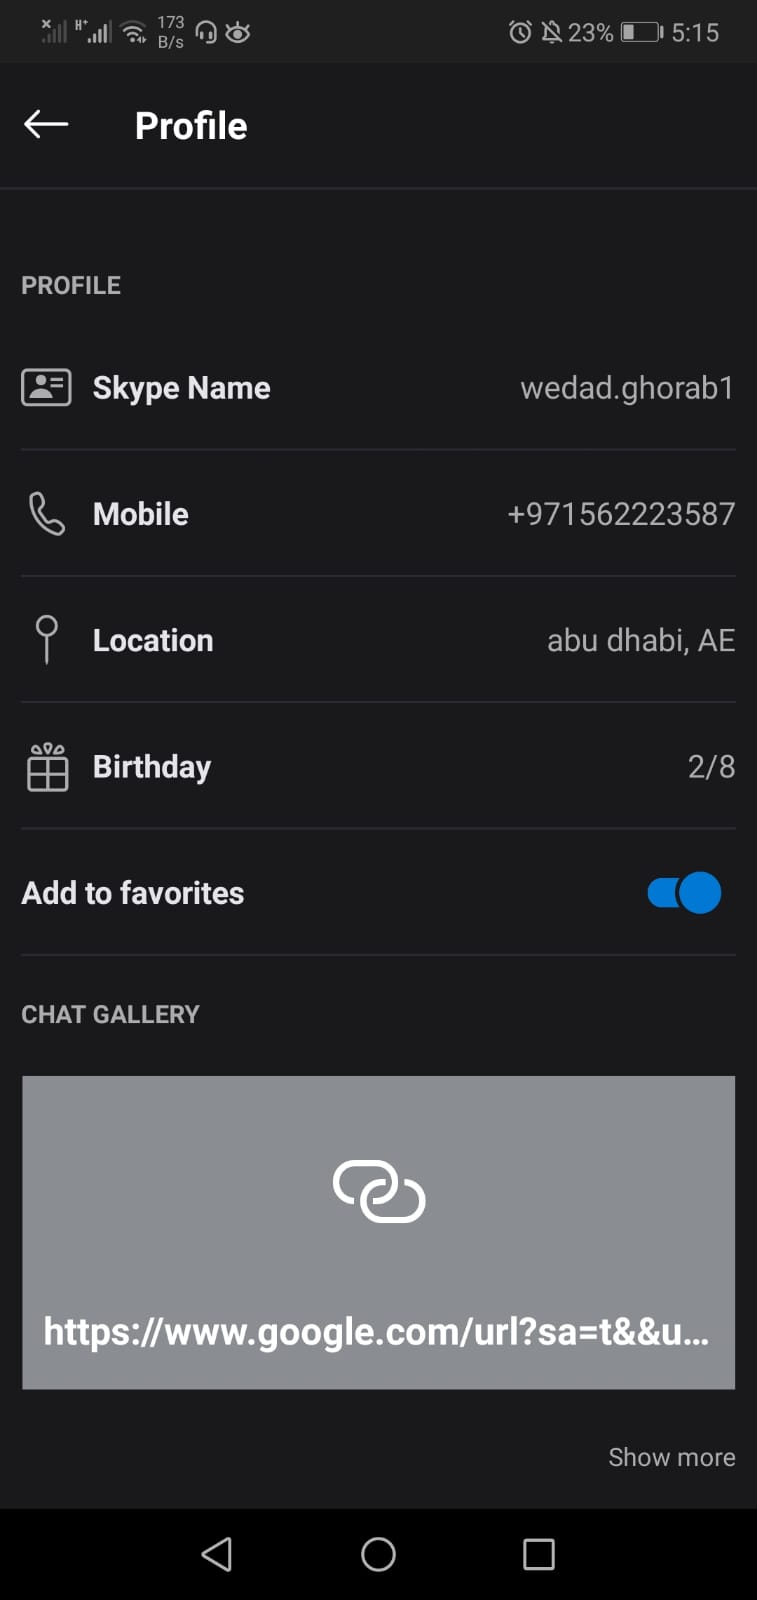 H+ 173 B/s 23% 5:15
Profile
PROFILE
Skype Name wedad.ghorab1
Mobile +971562223587
Location abu dhabi, AE
Birthday 2/8
Add to favorites
CHAT GALLERY
https://www.google.com/url?sa=t&&u...
Show more